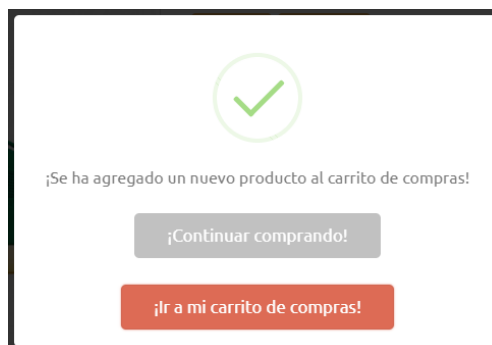 ¡Se ha agregado un nuevo producto al carrito de compras!
¡Continuar comprando!
¡Ir a mi carrito de compras!